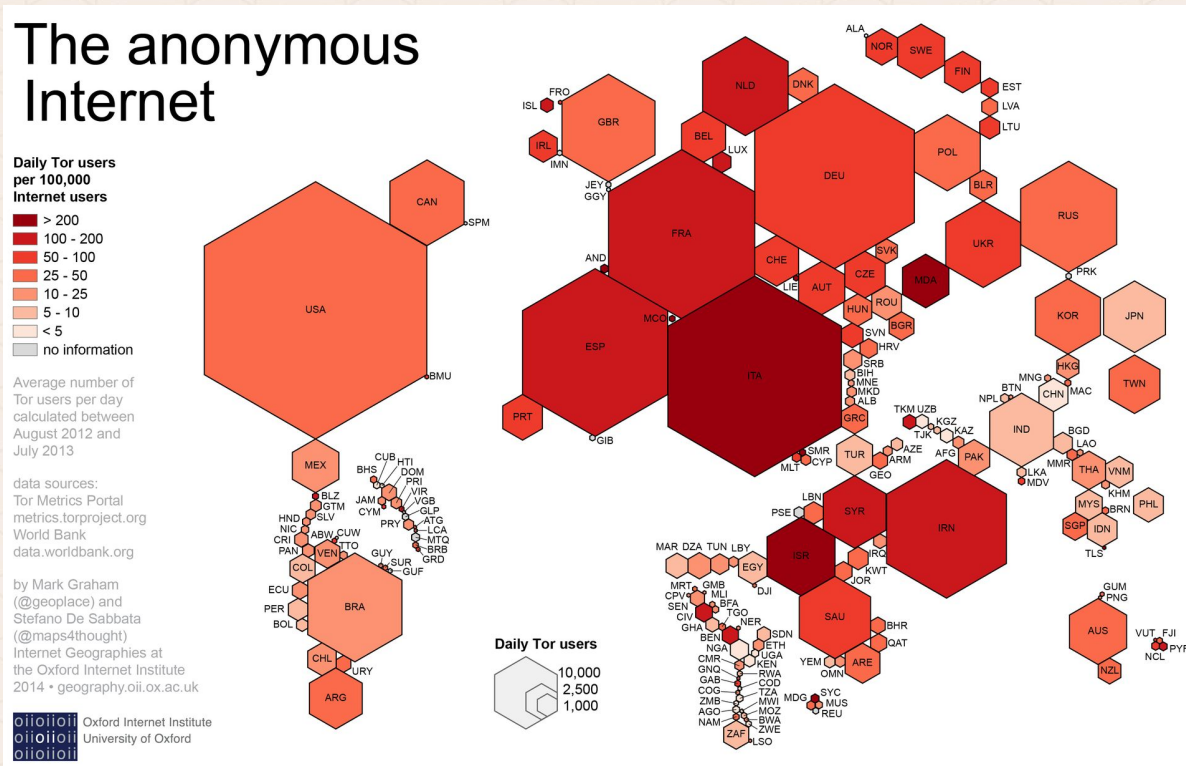 The anonymous
Internet
Daily Tor users
per 100,000
Internet users
> 200
100 - 200
50 - 100
25 - 50
10 - 25
5 - 10
< 5
no information
Average number of
Tor users per day
calculated between
August 2012 and
July 2013
data sources:
Tor Metrics Portal
metrics.torproject.org
World Bank
data.worldbank.org
by Mark Graham
(@geoplace) and
Stefano De Sabbata
(@maps4thought)
Internet Geographies at
the Oxford Internet Institute
2014 • geography.oii.ox.ac.uk
oiioiioii
oiioiioii
oiioiioii
Oxford Internet Institute
University of Oxford
CAN
SPM
USA
BMU
MEX
BLZ
GTM
SLV
HND
NIC
CRI
PAN
ABW
CUW
TTO
VEN
COL
GUY
SUR
GUF
ECU
PER
BOL
BRA
CHL
URY
ARG
CUB
HTI
BHS
DOM
PRI
JAM
CYM
VIR
VGB
GLP
PRY
ATG
LCA
MTQ
BRB
GRD
ALA
NOR
SWE
FIN
EST
LVA
LTU
FRO
ISL
GBR
IRL
IMN
JEY
GGY
NLD
DNK
BEL
LUX
DEU
POL
BLR
RUS
UKR
PRK
FRA
AND
CHE
LIE
AUT
CZE
SVK
MDA
HUN
ROU
BGR
MCO
ESP
PRT
GIB
ITA
SVN
HRV
SRB
BIH
MNE
MKD
ALB
GRC
SMR
MLT
CYP
TUR
KOR
JPN
HKG
MNG
MAC
TWN
BTN
NPL
CHN
TKM
UZB
KGZ
TJK
KAZ
AZE
ARM
GEO
AFG
PAK
IND
BGD
LAO
MMR
LKA
MDV
THA
VNM
KHM
MYS
BRN
PHL
SGP
IDN
TLS
LBN
PSE
SYR
IRN
ISR
IRQ
KWT
JOR
MAR
DZA
TUN
LBY
EGY
DJI
SAU
BHR
QAT
YEM
OMN
ARE
MRT
GMB
CPV
MLI
SEN
BFA
CIV
TGO
GHA
NER
BEN
SDN
NGA
ETH
UGA
CMR
KEN
GNQ
RWA
GAB
COD
COG
TZA
ZMB
MWI
AGO
MOZ
NAM
BWA
ZWE
ZAF
LSO
MDG
SYC
MUS
REU
GUM
PNG
AUS
NZL
VUT
FJI
NCL
PYF
Daily Tor users
10,000
2,500
1,000